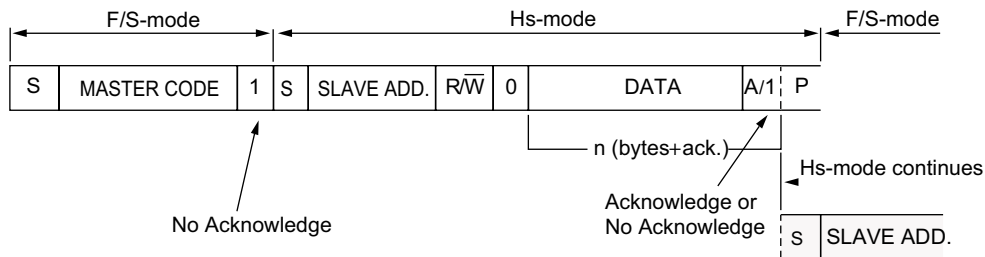 F/S-mode Hs-mode F/S-mode
S MASTER CODE 1 S SLAVE ADD. R/W̅ 0 DATA A/1 P
n (bytes+ack.)
Hs-mode continues
No Acknowledge
Acknowledge or
No Acknowledge
S SLAVE ADD.